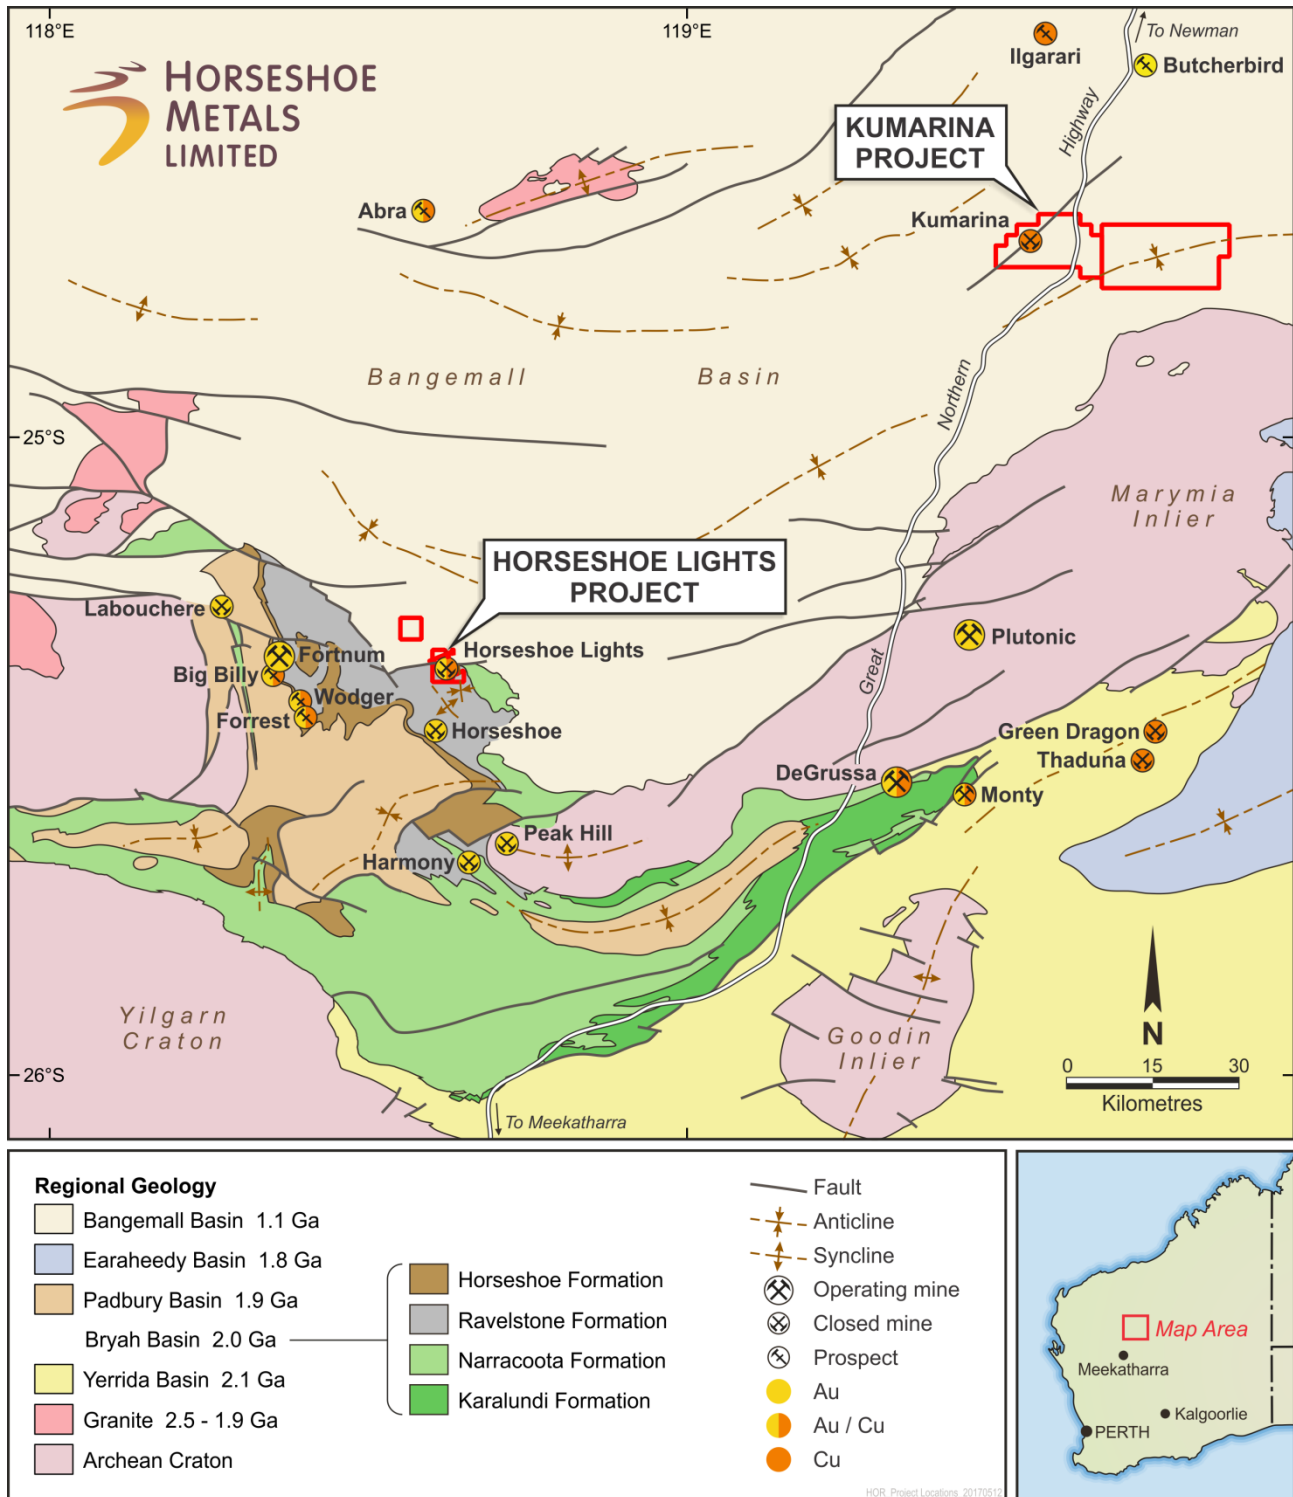 118°E
119°E
To Newman
Ilgarari
Butcherbird
HORSESHOE
METALS
LIMITED
KUMARINA
PROJECT
Highway
Abra
Kumarina
Bangemall
Basin
Northern
25°S
Marymia
Inlier
HORSESHOE LIGHTS
PROJECT
Labouchere
Horseshoe Lights
Fortnum
Big Billy
Wodger
Forrest
Horseshoe
Plutonic
Great
Green Dragon
Thaduna
DeGrussa
Monty
Peak Hill
Harmony
Yilgarn
Craton
Goodin
Inlier
N
26°S
0 15 30
Kilometres
To Meekatharra
Regional Geology
Bangemall Basin 1.1 Ga
Earaheedy Basin 1.8 Ga
Padbury Basin 1.9 Ga
Bryah Basin 2.0 Ga
Yerrida Basin 2.1 Ga
Granite 2.5 - 1.9 Ga
Archean Craton
Horseshoe Formation
Ravelstone Formation
Narracoota Formation
Karalundi Formation
Fault
Anticline
Syncline
Operating mine
Closed mine
Prospect
Au
Au / Cu
Cu
HOR_Project Locations_20170512
Map Area
Meekatharra
Kalgoorlie
PERTH